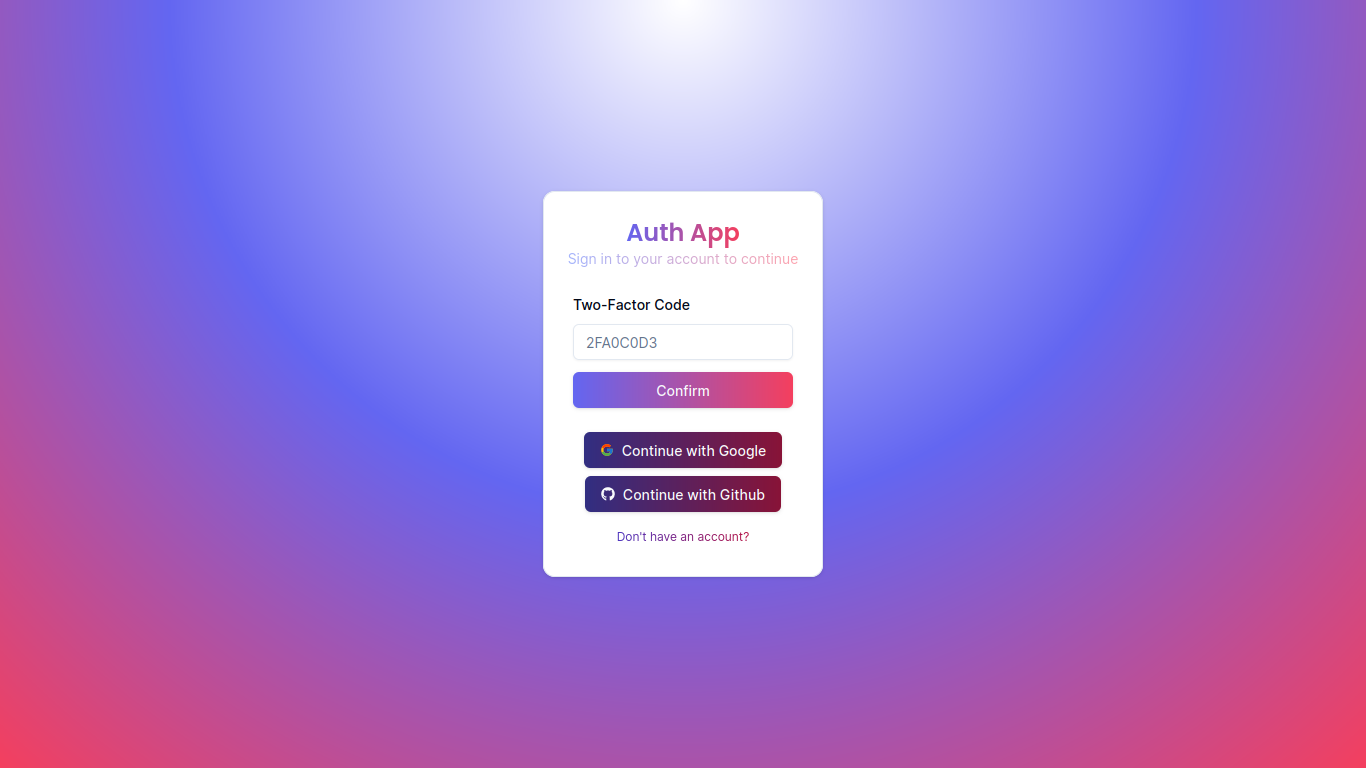 Auth App
Sign in to your account to continue
Two-Factor Code
2FA0C0D3
Confirm
Continue with Google
Continue with Github
Don't have an account?